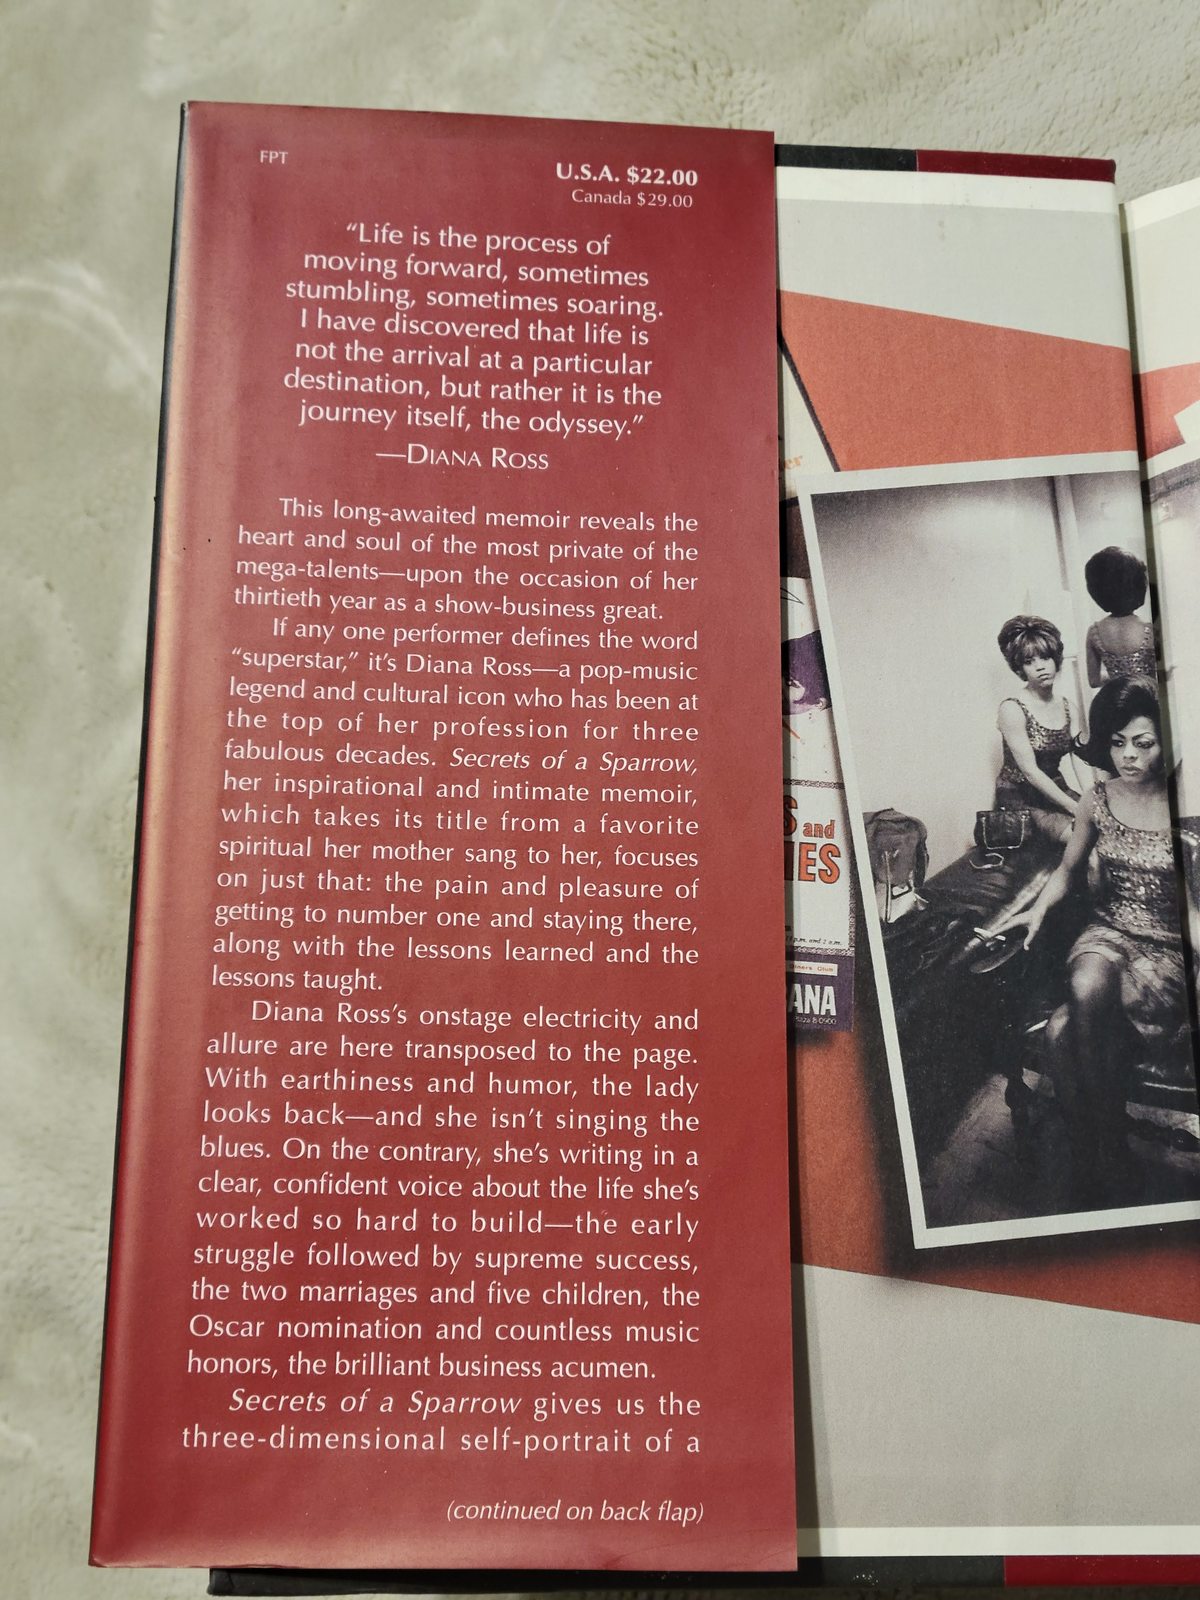 FPT
U.S.A. $22.00
Canada $29.00
“Life is the process of
moving forward, sometimes
stumbling, sometimes soaring.
I have discovered that life is
not the arrival at a particular
destination, but rather it is the
journey itself, the odyssey.”
—DIANA ROSS
This long-awaited memoir reveals the
heart and soul of the most private of the
mega-talents—upon the occasion of her
thirtieth year as a show-business great.
If any one performer defines the word
“superstar,” it’s Diana Ross—a pop-music
legend and cultural icon who has been at
the top of her profession for three
fabulous decades. Secrets of a Sparrow,
her inspirational and intimate memoir,
which takes its title from a favorite
spiritual her mother sang to her, focuses
on just that: the pain and pleasure of
getting to number one and staying there,
along with the lessons learned and the
lessons taught.
Diana Ross’s onstage electricity and
allure are here transposed to the page.
With earthiness and humor, the lady
looks back—and she isn’t singing the
blues. On the contrary, she’s writing in a
clear, confident voice about the life she’s
worked so hard to build—the early
struggle followed by supreme success,
the two marriages and five children, the
Oscar nomination and countless music
honors, the brilliant business acumen.
Secrets of a Sparrow gives us the
three-dimensional self-portrait of a
(continued on back flap)
S and
IES
p.m. and 2 a.m.
Diners Club
ANA
Plaza 8-0900